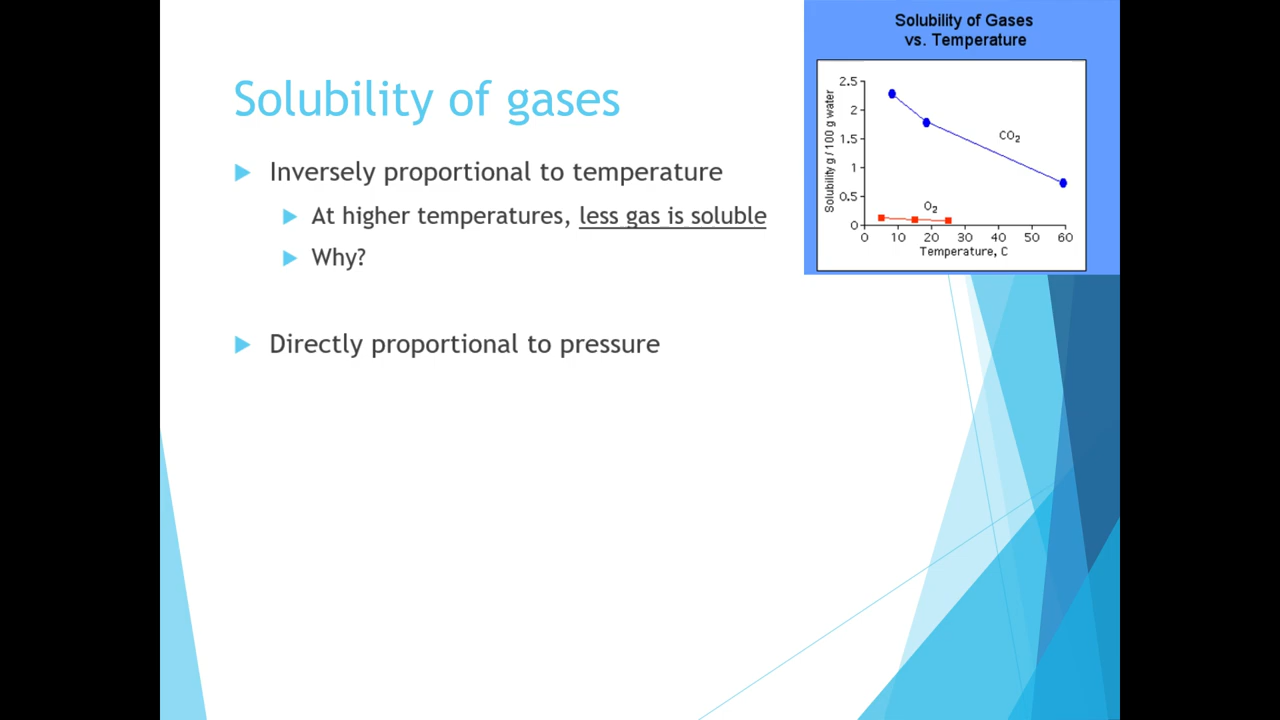 Solubility of gases
Inversely proportional to temperature
At higher temperatures, less gas is soluble
Why?
Directly proportional to pressure
Solubility of Gases
vs. Temperature
Solubility g / 100 g water
2.5
2
1.5
1
0.5
0
CO2
O2
0 10 20 30 40 50 60
Temperature, C